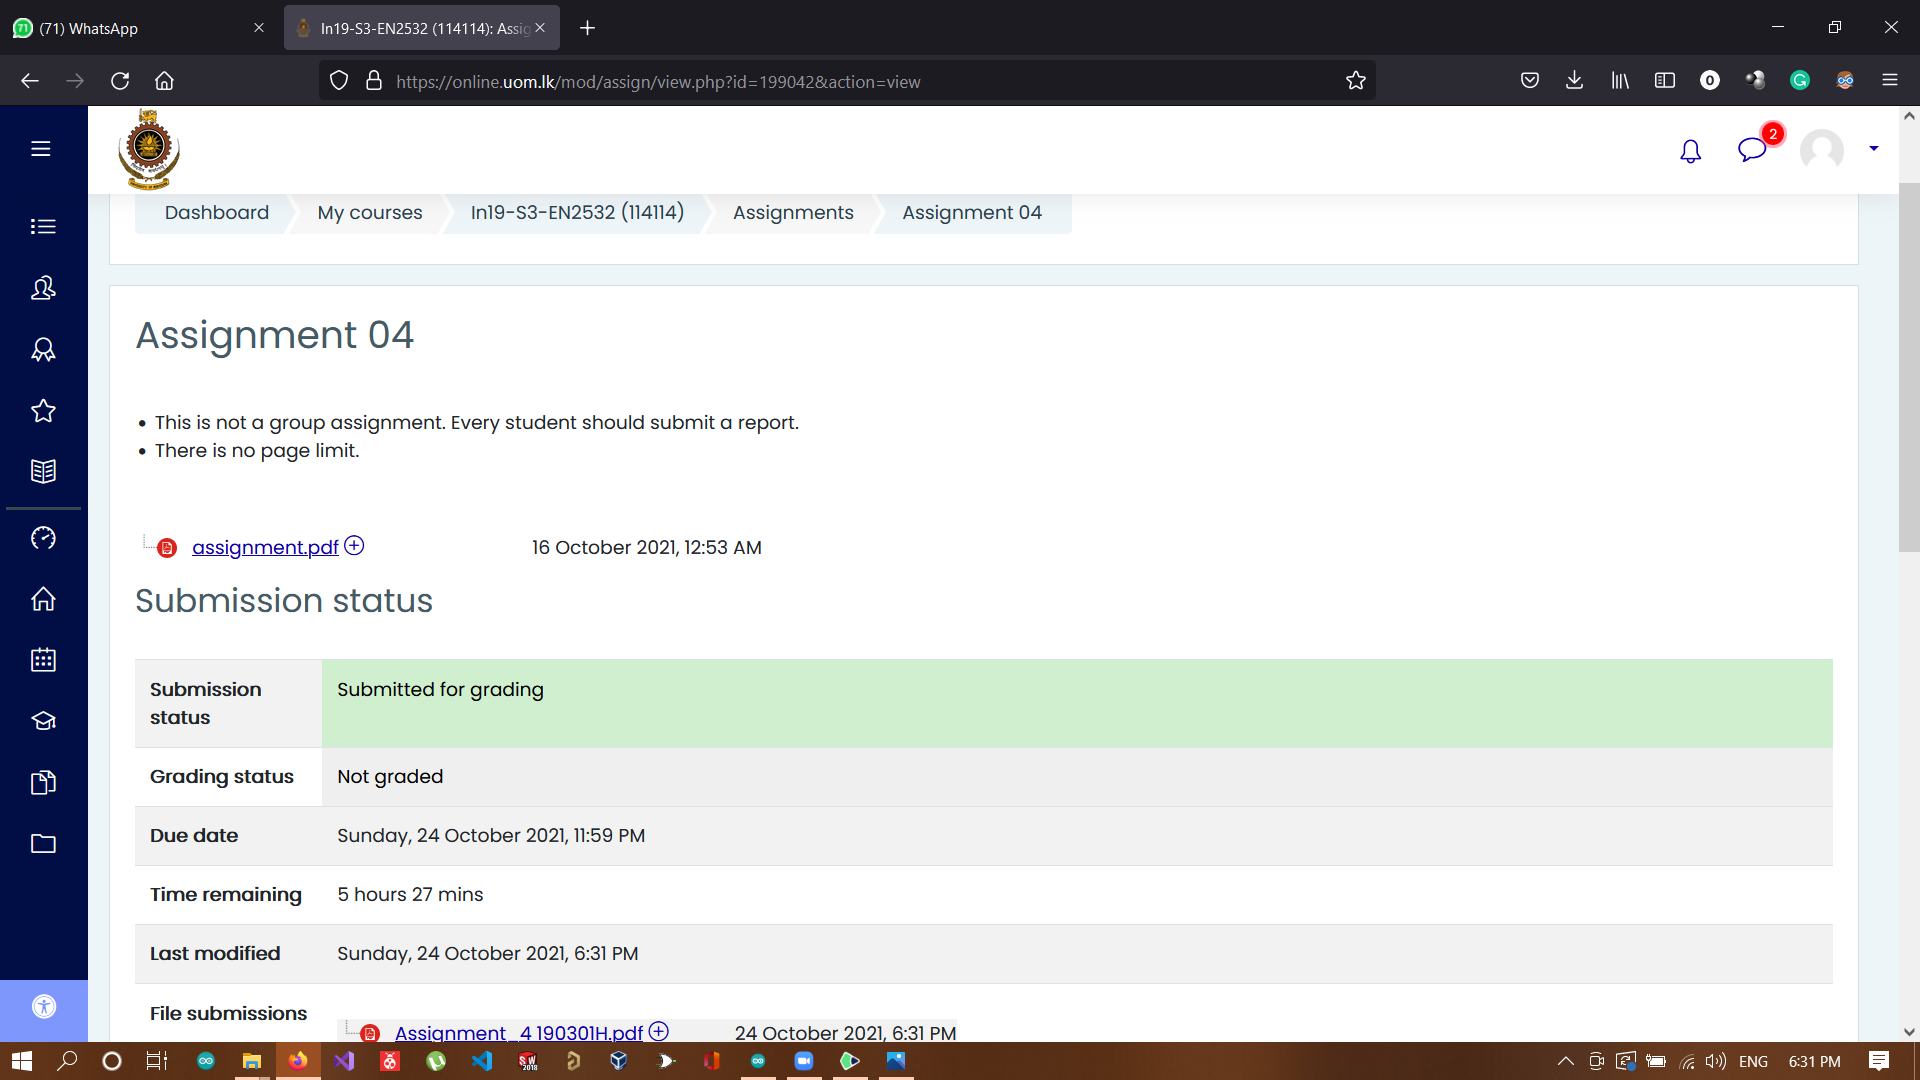 (71) WhatsApp
In19-S3-EN2532 (114114): Assig
https://online.uom.lk/mod/assign/view.php?id=199042&action=view
2
Dashboard
My courses
In19-S3-EN2532 (114114)
Assignments
Assignment 04
Assignment 04
• This is not a group assignment. Every student should submit a report.
• There is no page limit.
assignment.pdf
16 October 2021, 12:53 AM
Submission status
Submission
status
Submitted for grading
Grading status
Not graded
Due date
Sunday, 24 October 2021, 11:59 PM
Time remaining
5 hours 27 mins
Last modified
Sunday, 24 October 2021, 6:31 PM
File submissions
Assignment_4 190301H.pdf
24 October 2021, 6:31 PM
ENG
6:31 PM